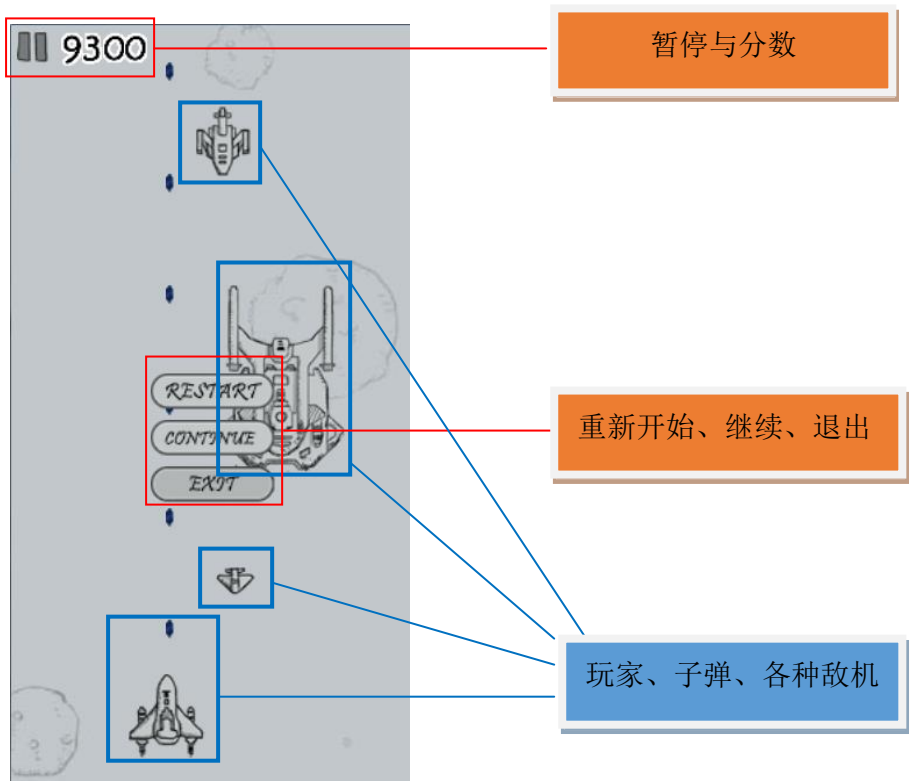 9300
暂停与分数
RESTART
CONTINUE
EXIT
重新开始、继续、退出
玩家、子弹、各种敌机